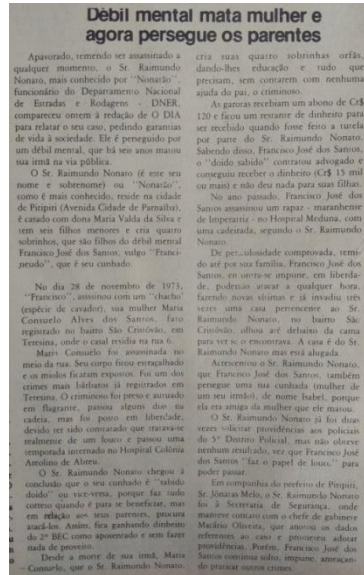 Débil mental mata mulher e
agora persegue os parentes
Apavorado, temendo ser assassinado a
qualquer momento, o Sr. Raimundo
Nonato, mais conhecido por "Nonatão",
funcionário do Departamento Nacional
de Estradas e Rodagens - DNER,
compareceu ontem à redação de O DIA
para relatar o seu caso, pedindo garantias
de vida à sociedade. Ele é perseguido por
um débil mental, que há seis anos matou
sua irmã na via pública.
O Sr. Raimundo Nonato (é este seu
nome e sobrenome) ou "Nonatão",
como é mais conhecido, reside na cidade
de Piripiri (Avenida Cidade de Parnaíba),
é casado com dona Maria Valda da Silva e
tem seis filhos menores e cria quatro
sobrinhos, que são filhos do débil mental
Francisco José dos Santos, vulgo "Franci-
neudo", que é seu cunhado.
No dia 28 de novembro de 1973,
"Francisco", assassinou com um "chacho"
(espécie de cavador), sua mulher Maria
Consuelo Alves dos Santos, fato
registrado no bairro São Cristóvão, em
Teresina, onde o casal residia na rua 6.
Maria Consuelo foi assassinada no
meio da rua. Seu corpo ficou estraçalhado
e os miolos ficaram expostos. Foi um dos
crimes mais bárbaros já registrados em
Teresina. O criminoso foi preso e autuado
em flagrante, passou alguns dias na
cadeia, mas foi posto em liberdade,
devido ter sido constatado que tratava-se
realmente de um louco e passou uma
temporada internado no Hospital Colônia
Areolino de Abreu.
O Sr. Raimundo Nonato chegou à
conclusão que o seu cunhado é "sabido
doido" ou vice-versa, porque faz tudo
correto quando é para se beneficiar, mas
em relação aos seus parentes, procura
atacá-los. Assim, fica ganhando dinheiro
do 2º BEC como aposentado e sem fazer
nada de proveito.
Desde a morte de sua irmã, Maria
Consuelo, que o Sr. Raimundo Nonato,
cria suas quatro sobrinhas orfãs,
dando-lhes educação e tudo que
precisam, sem contarem com nenhuma
ajuda do pai, o criminoso.
As garotas recebiam um abono de Cr$
120 e ficou um restante de dinheiro para
ser recebido quando fosse feito a tutela
por parte do Sr. Raimundo Nonato.
Sabendo disso, Francisco José dos Santos,
o "doido sabido" contratou advogado e
conseguiu receber o dinheiro (Cr$ 15 mil
ou mais) e não deu nada para suas filhas.
No ano passado, Francisco José dos
Santos assassinou um rapaz - maranhense
de Imperatriz - no Hospital Meduna, com
uma cadeirada, segundo o Sr. Raimundo
Nonato.
De periculosidade comprovada, temi-
do até por sua família, Francisco José dos
Santos, encontra-se impune, em liberda-
de, podendo atacar a qualquer hora,
fazendo novas vítimas e já invadiu três
vezes uma casa pertencente ao Sr.
Raimundo Nonato, no bairro São
Cristóvão, olhou até debaixo da cama
para ver se o encontrava. A casa é do Sr.
Raimundo Nonato mas está alugada.
Acrescentou o Sr. Raimundo Nonato,
que Francisco José dos Santos, também
persegue uma sua cunhada (mulher de
um seu irmão), de nome Isabel, porque
ela era amiga da mulher que ele matou.
O Sr. Raimundo Nonato já foi duas
vezes solicitar providências aos policiais
do 5º Distrito Policial, mas não obteve
nenhum resultado, vez que Francisco José
dos Santos "faz o papel de louco," para
poder passar.
Em companhia do prefeito de Piripiri,
Sr. Jônatas Melo, o Sr. Raimundo Nonato
foi à Secretaria de Segurança, onde
manteve contato com o chefe de gabinete
Macário Oliveira, que anotou os dados
referentes ao caso e prometeu adotar
providências. Porém, Francisco José dos
Santos continua solto, impune, ameaçan-
do praticar outros crimes.